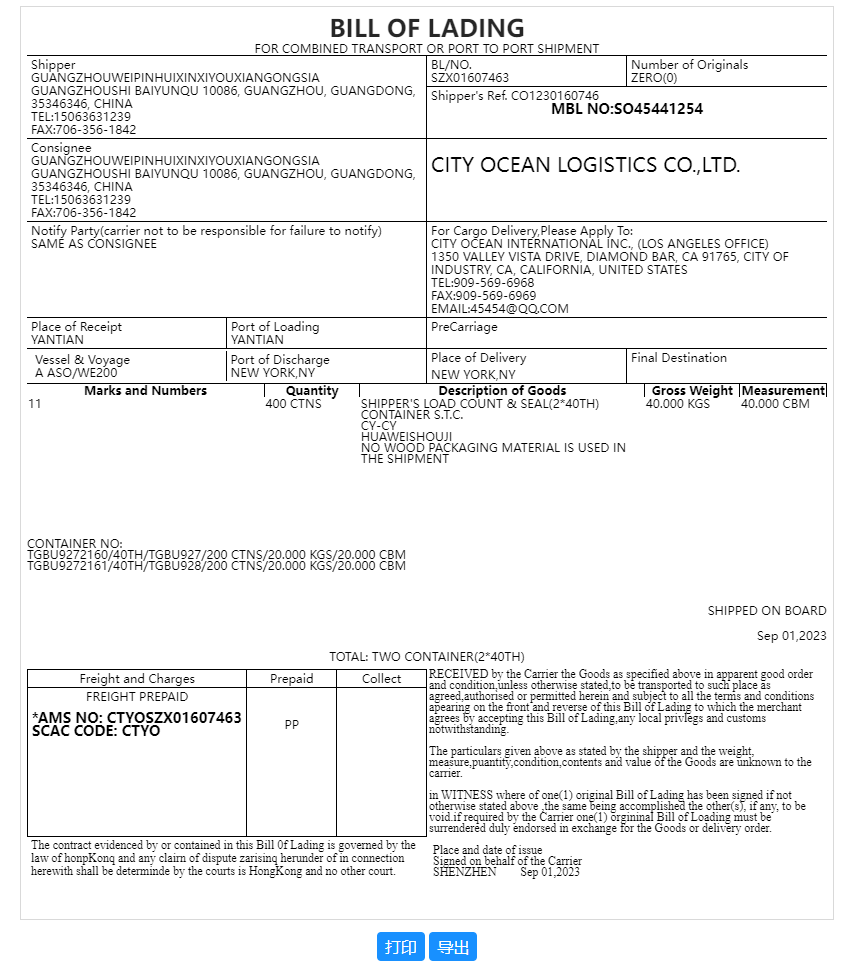 BILL OF LADING
FOR COMBINED TRANSPORT OR PORT TO PORT SHIPMENT
Shipper
GUANGZHOUWEIPINHUIXINXIYOUXIANGONGSIA
GUANGZHOUSHI BAIYUNQU 10086, GUANGZHOU, GUANGDONG,
35346346, CHINA
TEL:15063631239
FAX:706-356-1842
BL/NO.
SZX01607463
Number of Originals
ZERO(0)
Shipper's Ref. CO1230160746
MBL NO:SO45441254
Consignee
GUANGZHOUWEIPINHUIXINXIYOUXIANGONGSIA
GUANGZHOUSHI BAIYUNQU 10086, GUANGZHOU, GUANGDONG,
35346346, CHINA
TEL:15063631239
FAX:706-356-1842
CITY OCEAN LOGISTICS CO.,LTD.
Notify Party(carrier not to be responsible for failure to notify)
SAME AS CONSIGNEE
For Cargo Delivery,Please Apply To:
CITY OCEAN INTERNATIONAL INC., (LOS ANGELES OFFICE)
1350 VALLEY VISTA DRIVE, DIAMOND BAR, CA 91765, CITY OF
INDUSTRY, CA, CALIFORNIA, UNITED STATES
TEL:909-569-6968
FAX:909-569-6969
EMAIL:45454@QQ.COM
Place of Receipt
YANTIAN
Port of Loading
YANTIAN
PreCarriage
Vessel & Voyage
A ASO/WE200
Port of Discharge
NEW YORK,NY
Place of Delivery
NEW YORK,NY
Final Destination
Marks and Numbers Quantity Description of Goods Gross Weight Measurement
11 400 CTNS SHIPPER'S LOAD COUNT & SEAL(2*40TH) 40.000 KGS 40.000 CBM
CONTAINER S.T.C.
CY-CY
HUAWEISHOUJI
NO WOOD PACKAGING MATERIAL IS USED IN
THE SHIPMENT
CONTAINER NO:
TGBU9272160/40TH/TGBU927/200 CTNS/20.000 KGS/20.000 CBM
TGBU9272161/40TH/TGBU928/200 CTNS/20.000 KGS/20.000 CBM
SHIPPED ON BOARD
Sep 01,2023
TOTAL: TWO CONTAINER(2*40TH)
Freight and Charges Prepaid Collect
FREIGHT PREPAID
*AMS NO: CTYOSZX01607463
SCAC CODE: CTYO
PP
RECEIVED by the Carrier the Goods as specified above in apparent good order
and condition,unless otherwise stated,to be transported to such place as
agreed,authorised or permitted herein and subject to all the terms and conditions
apearing on the front and reverse of this Bill of Lading to which the merchant
agrees by accepting this Bill of Lading,any local privlegs and customs
notwithstanding.
The particulars given above as stated by the shipper and the weight,
measure,puantity,condition,contents and value of the Goods are unknown to the
carrier.
in WITNESS where of one(1) original Bill of Lading has been signed if not
otherwise stated above ,the same being accomplished the other(s), if any, to be
void.if required by the Carrier one(1) orgininal Bill of Loading must be
surrendered duly endorsed in exchange for the Goods or delivery order.
The contract evidenced by or contained in this Bill 0f Lading is governed by the
law of honpKonq and any clairn of dispute zarisinq herunder of in connection
herewith shall be determinde by the courts is HongKong and no other court.
Place and date of issue
Signed on behalf of the Carrier
SHENZHEN Sep 01,2023
打印 导出